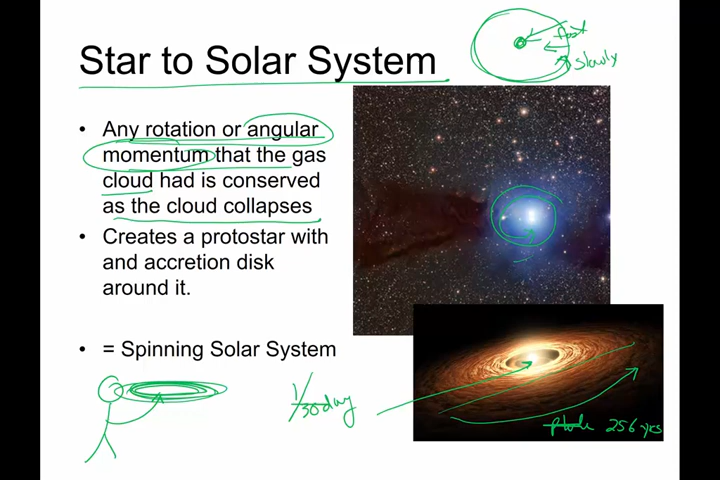 Star to Solar System
fast
slowly
• Any rotation or angular
momentum that the gas
cloud had is conserved
as the cloud collapses
• Creates a protostar with
and accretion disk
around it.
• = Spinning Solar System
1/30 day
256 yrs